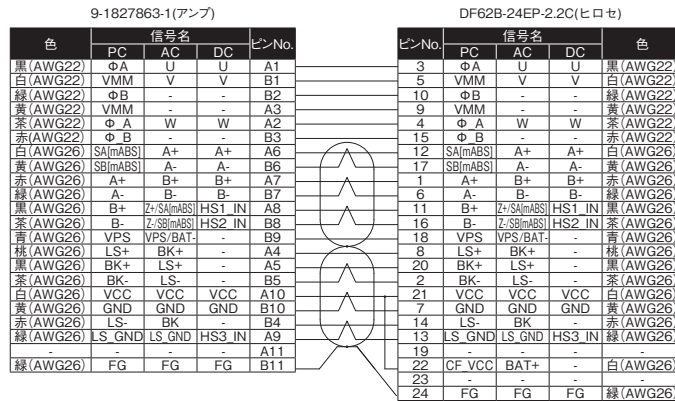 9-1827863-1(アンプ) DF62B-24EP-2.2C(ヒロセ)
色 信号名 ピンNo. ピンNo. 信号名 色
PC AC DC PC AC DC
黒(AWG22) ΦA U U A1 3 ΦA U U 黒(AWG22)
白(AWG22) VMM V V B1 5 VMM V V 白(AWG22)
緑(AWG22) ΦB - - B2 10 ΦB - - 緑(AWG22)
黄(AWG22) VMM - - A3 9 VMM - - 黄(AWG22)
茶(AWG22) Φ_A W W A2 4 Φ_A W W 茶(AWG22)
赤(AWG22) Φ_B - - B3 15 Φ_B - - 赤(AWG22)
白(AWG26) SA[mABS] A+ A+ A6 12 SA[mABS] A+ A+ 白(AWG26)
黄(AWG26) SB[mABS] A- A- B6 17 SB[mABS] A- A- 黄(AWG26)
赤(AWG26) A+ B+ B+ A7 1 A+ B+ B+ 赤(AWG26)
緑(AWG26) A- B- B- B7 6 A- B- B- 緑(AWG26)
黒(AWG26) B+ Z+/SA[mABS] HS1_IN A8 11 B+ Z+/SA[mABS] HS1_IN 黒(AWG26)
茶(AWG26) B- Z-/SB[mABS] HS2_IN B8 16 B- Z-/SB[mABS] HS2_IN 茶(AWG26)
青(AWG26) VPS VPS/BAT- - B9 18 VPS VPS/BAT- - 青(AWG26)
桃(AWG26) LS+ BK+ - A4 8 LS+ BK+ - 桃(AWG26)
黒(AWG26) BK+ LS+ - A5 20 BK+ LS+ - 黒(AWG26)
茶(AWG26) BK- LS- - B5 2 BK- LS- - 茶(AWG26)
白(AWG26) VCC VCC VCC A10 21 VCC VCC VCC 白(AWG26)
黄(AWG26) GND GND GND B10 7 GND GND GND 黄(AWG26)
赤(AWG26) LS- BK - B4 14 LS- BK - 赤(AWG26)
緑(AWG26) LS_GND LS_GND HS3_IN A9 13 LS_GND LS_GND HS3_IN 緑(AWG26)
- - - - A11 19 - - - -
緑(AWG26) FG FG FG B11 22 CF_VCC BAT+ - 白(AWG26)
23 - - - -
24 FG FG FG 緑(AWG26)